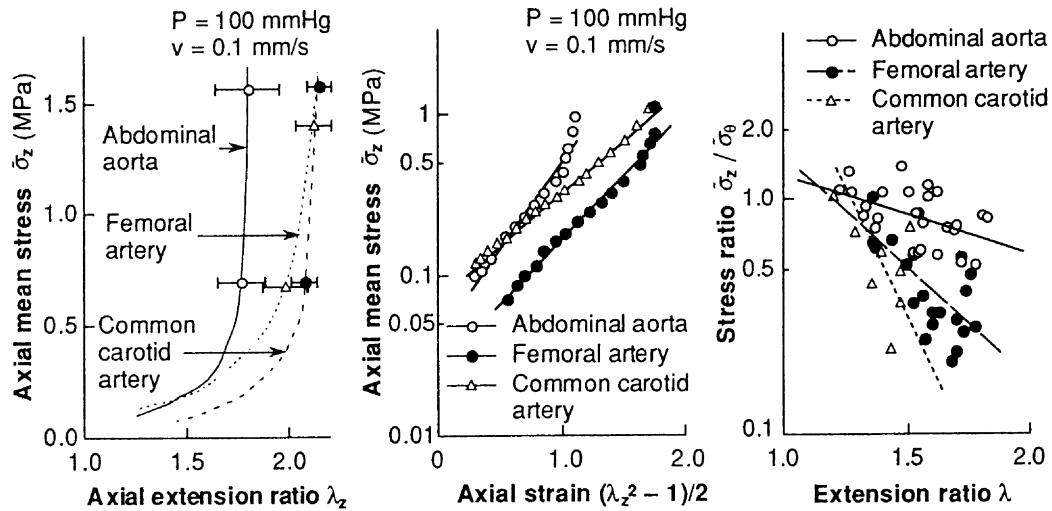 P = 100 mmHg
v = 0.1 mm/s
Axial mean stress σ̄z (MPa)
1.5
1.0
0.5
0.0
Abdominal
aorta
Femoral
artery
Common
carotid
artery
1.0
1.5
2.0
Axial extension ratio λz
P = 100 mmHg
v = 0.1 mm/s
Axial mean stress σ̄z (MPa)
1
0.5
0.1
0.05
0.01
Abdominal aorta
Femoral artery
Common carotid
artery
0
1.0
2.0
Axial strain (λz² − 1)/2
Abdominal aorta
Femoral artery
Common carotid
artery
Stress ratio σ̄z / σ̄θ
2.0
1.0
0.5
0.1
1.0
1.5
2.0
Extension ratio λ